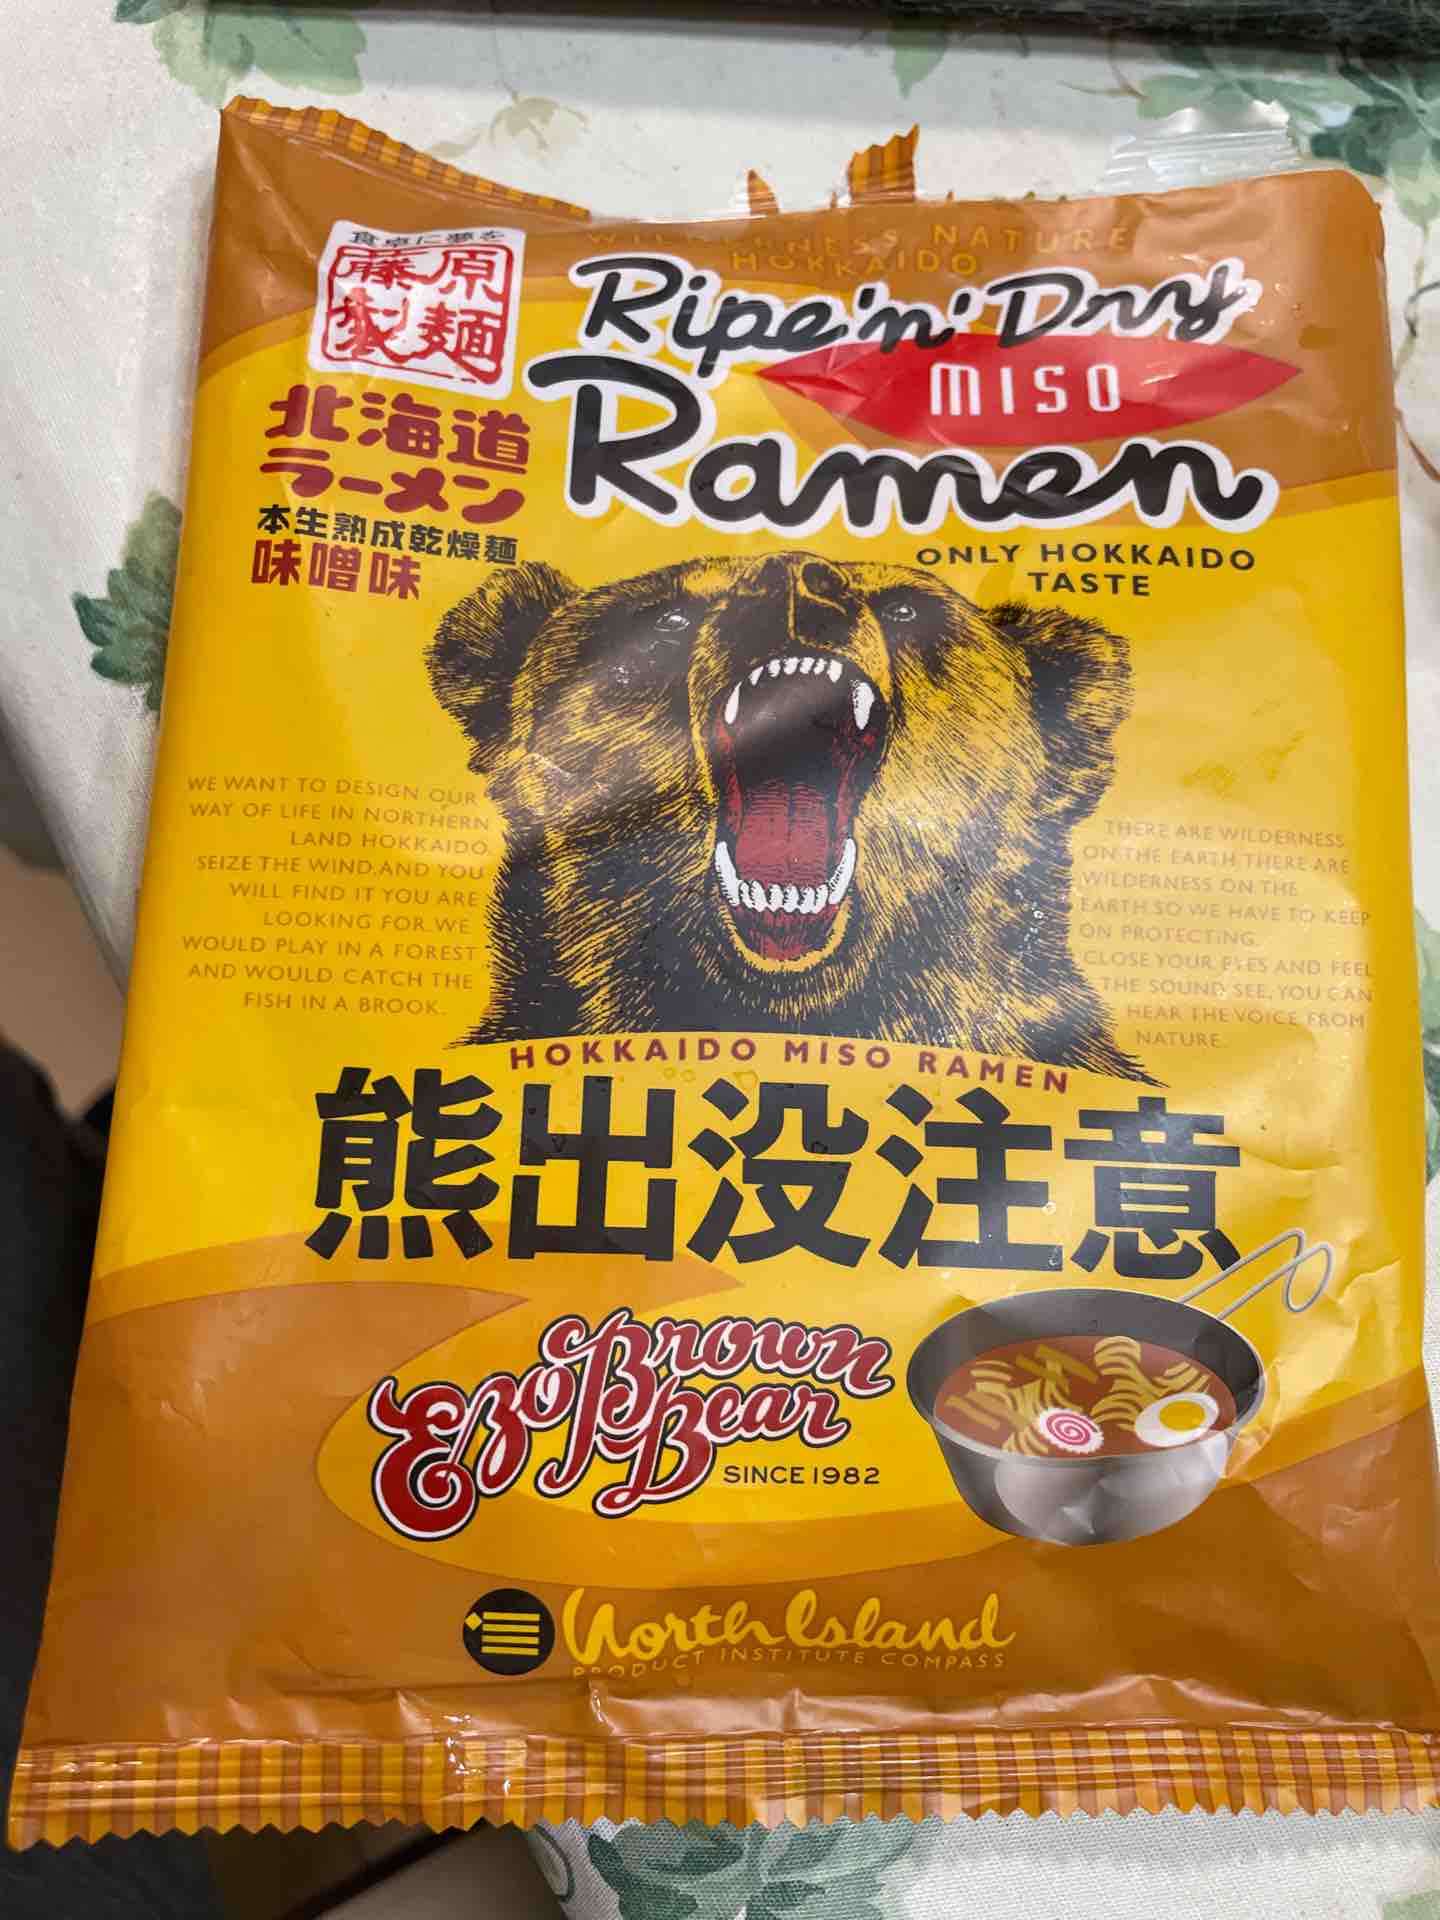 WILDERNESS NATURE
HOKKAIDO
食卓に夢を
藤原
製麺
Ripe'n'Dry
MISO
Ramen
北海道
ラーメン
本生熟成乾燥麺
味噌味
ONLY HOKKAIDO
TASTE
WE WANT TO DESIGN OUR
WAY OF LIFE IN NORTHERN
LAND HOKKAIDO.
SEIZE THE WIND,AND YOU
WILL FIND IT YOU ARE
LOOKING FOR.WE
WOULD PLAY IN A FOREST
AND WOULD CATCH THE
FISH IN A BROOK.
THERE ARE WILDERNESS
ON THE EARTH,THERE ARE
WILDERNESS ON THE
EARTH.SO WE HAVE TO KEEP
ON PROTECTING.
CLOSE YOUR EYES AND FEEL
THE SOUND SEE,YOU CAN
HEAR THE VOICE FROM
NATURE.
HOKKAIDO MISO RAMEN
熊出没注意
Ezo Brown
Bear
SINCE 1982
North Island
PRODUCT INSTITUTE COMPASS